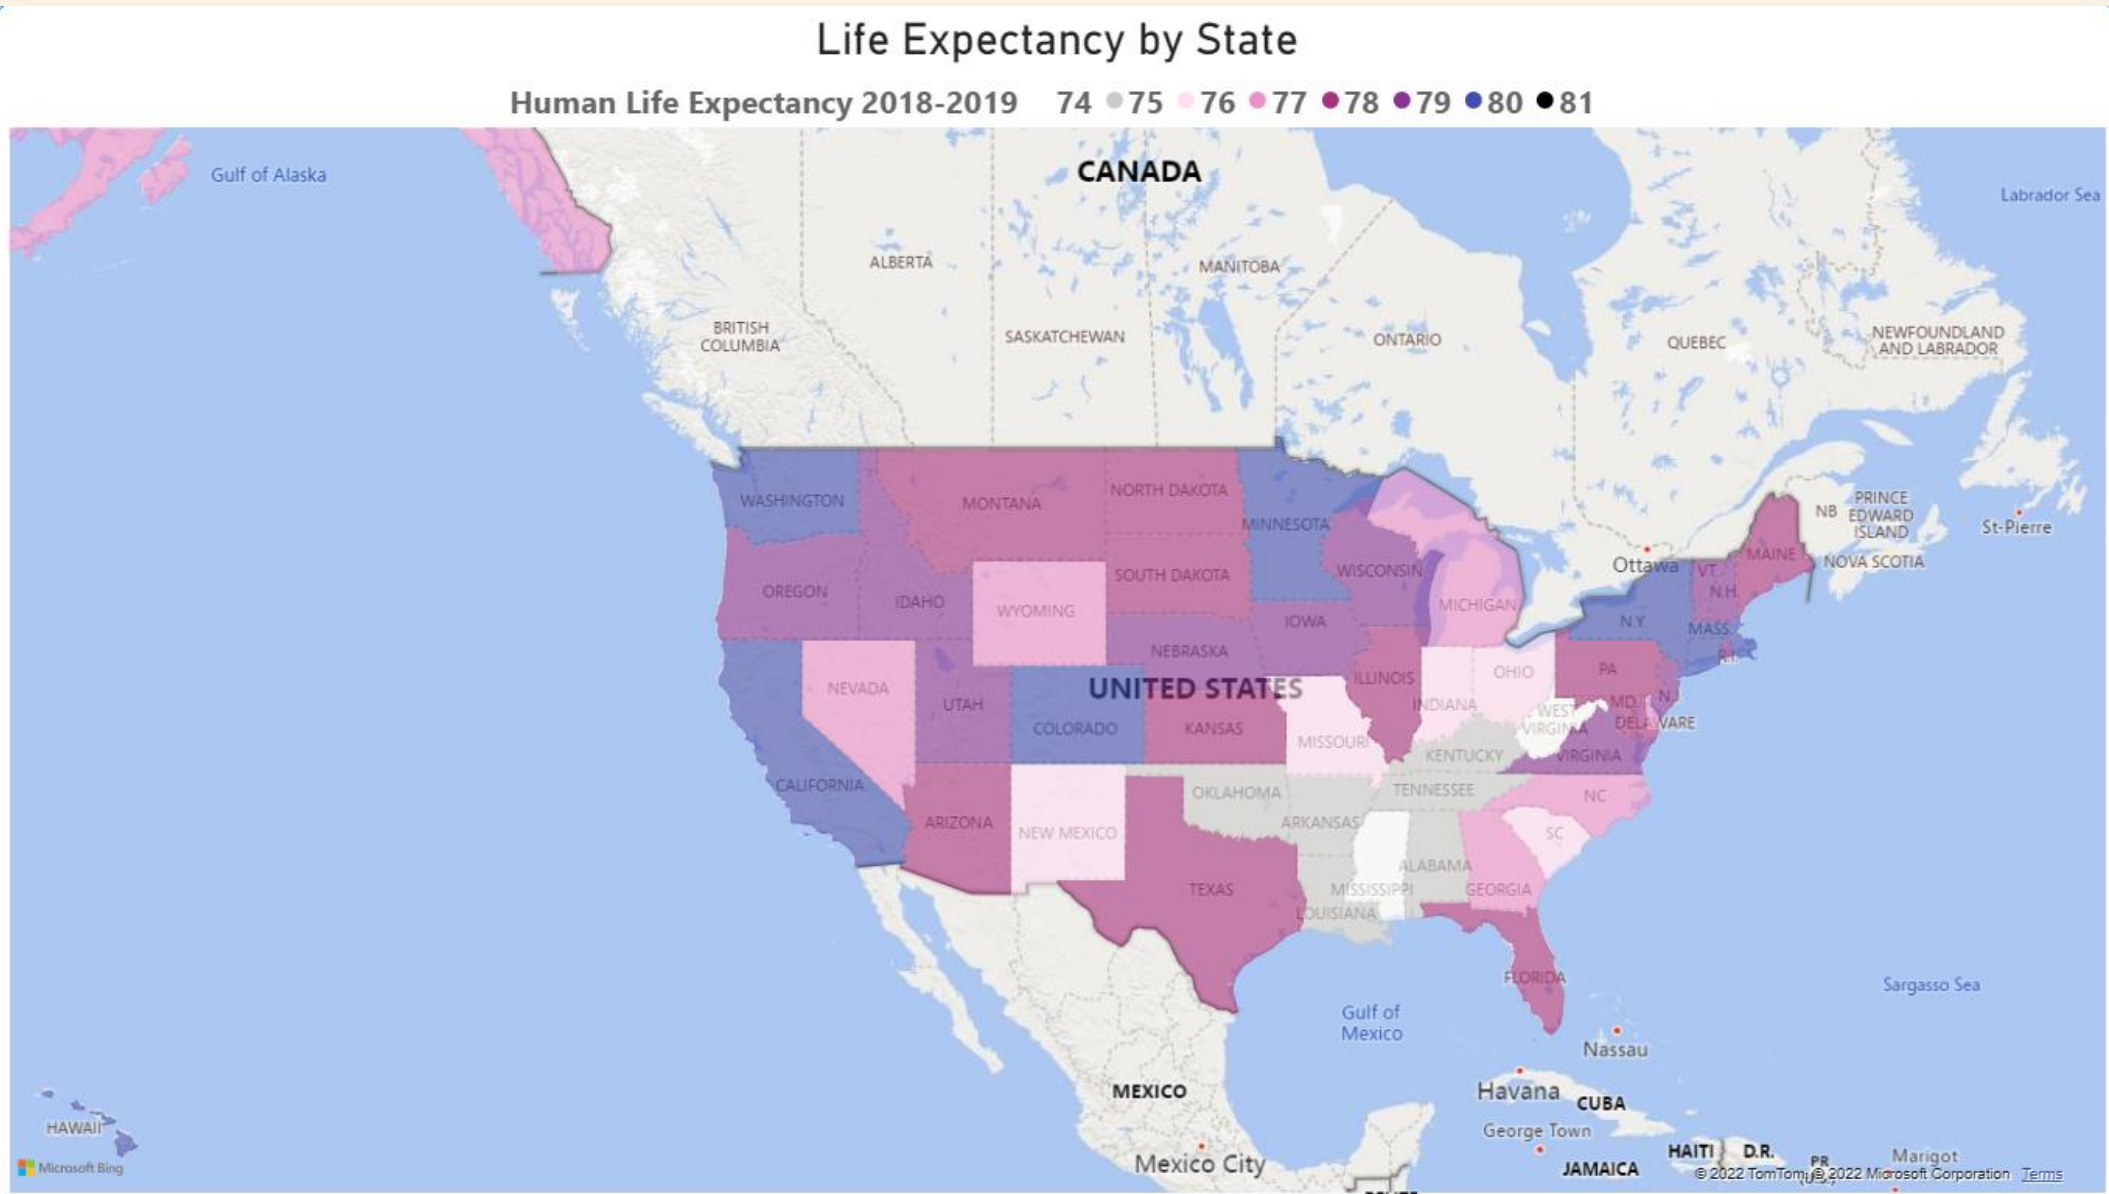 Life Expectancy by State
Human Life Expectancy 2018-2019 74 75 76 77 78 79 80 81
Gulf of Alaska
CANADA
Labrador Sea
ALBERTA
MANITOBA
BRITISH
COLUMBIA
SASKATCHEWAN
ONTARIO
QUEBEC
NEWFOUNDLAND
AND LABRADOR
WASHINGTON
MONTANA
NORTH DAKOTA
MINNESOTA
NB
PRINCE
EDWARD
ISLAND
St-Pierre
Ottawa
MAINE
NOVA SCOTIA
OREGON
IDAHO
WYOMING
SOUTH DAKOTA
WISCONSIN
MICHIGAN
VT.
N.H.
IOWA
N.Y.
MASS.
R.I.
NEBRASKA
NEVADA
UTAH
UNITED STATES
ILLINOIS
INDIANA
OHIO
PA
MD.
N.J.
DELAWARE
COLORADO
KANSAS
MISSOURI
WEST
VIRGINIA
KENTUCKY
VIRGINIA
CALIFORNIA
ARIZONA
NEW MEXICO
OKLAHOMA
TENNESSEE
NC
ARKANSAS
SC
TEXAS
ALABAMA
MISSISSIPPI
GEORGIA
LOUISIANA
FLORIDA
Sargasso Sea
Gulf of
Mexico
Nassau
MEXICO
Havana
CUBA
HAWAII
George Town
HAITI
D.R.
PR
Marigot
Mexico City
JAMAICA
Microsoft Bing
© 2022 TomTom, © 2022 Microsoft Corporation Terms